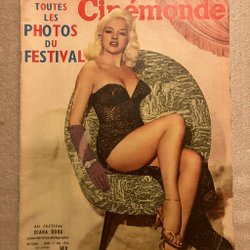 TOUTES
LES
PHOTOS
DU
FESTIVAL
Cinémonde
AU FESTIVAL
DIANA DORS